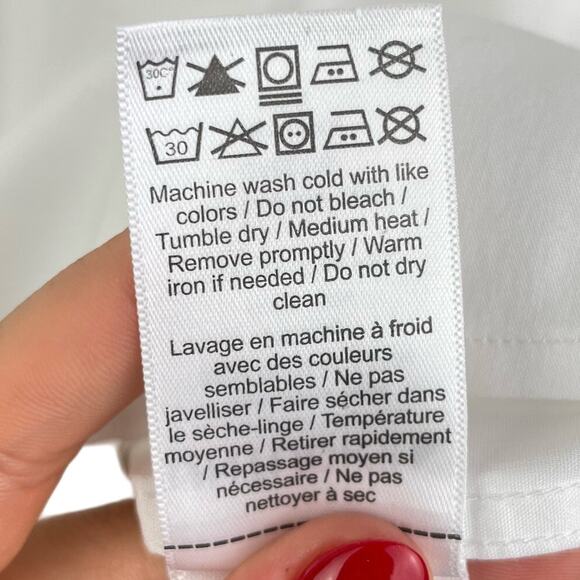 30C°
30
Machine wash cold with like
colors / Do not bleach /
Tumble dry / Medium heat /
Remove promptly / Warm
iron if needed / Do not dry
clean
Lavage en machine à froid
avec des couleurs
semblables / Ne pas
javelliser / Faire sécher dans
le sèche-linge / Température
moyenne / Retirer rapidement
/ Repassage moyen si
nécessaire / Ne pas
nettoyer à sec